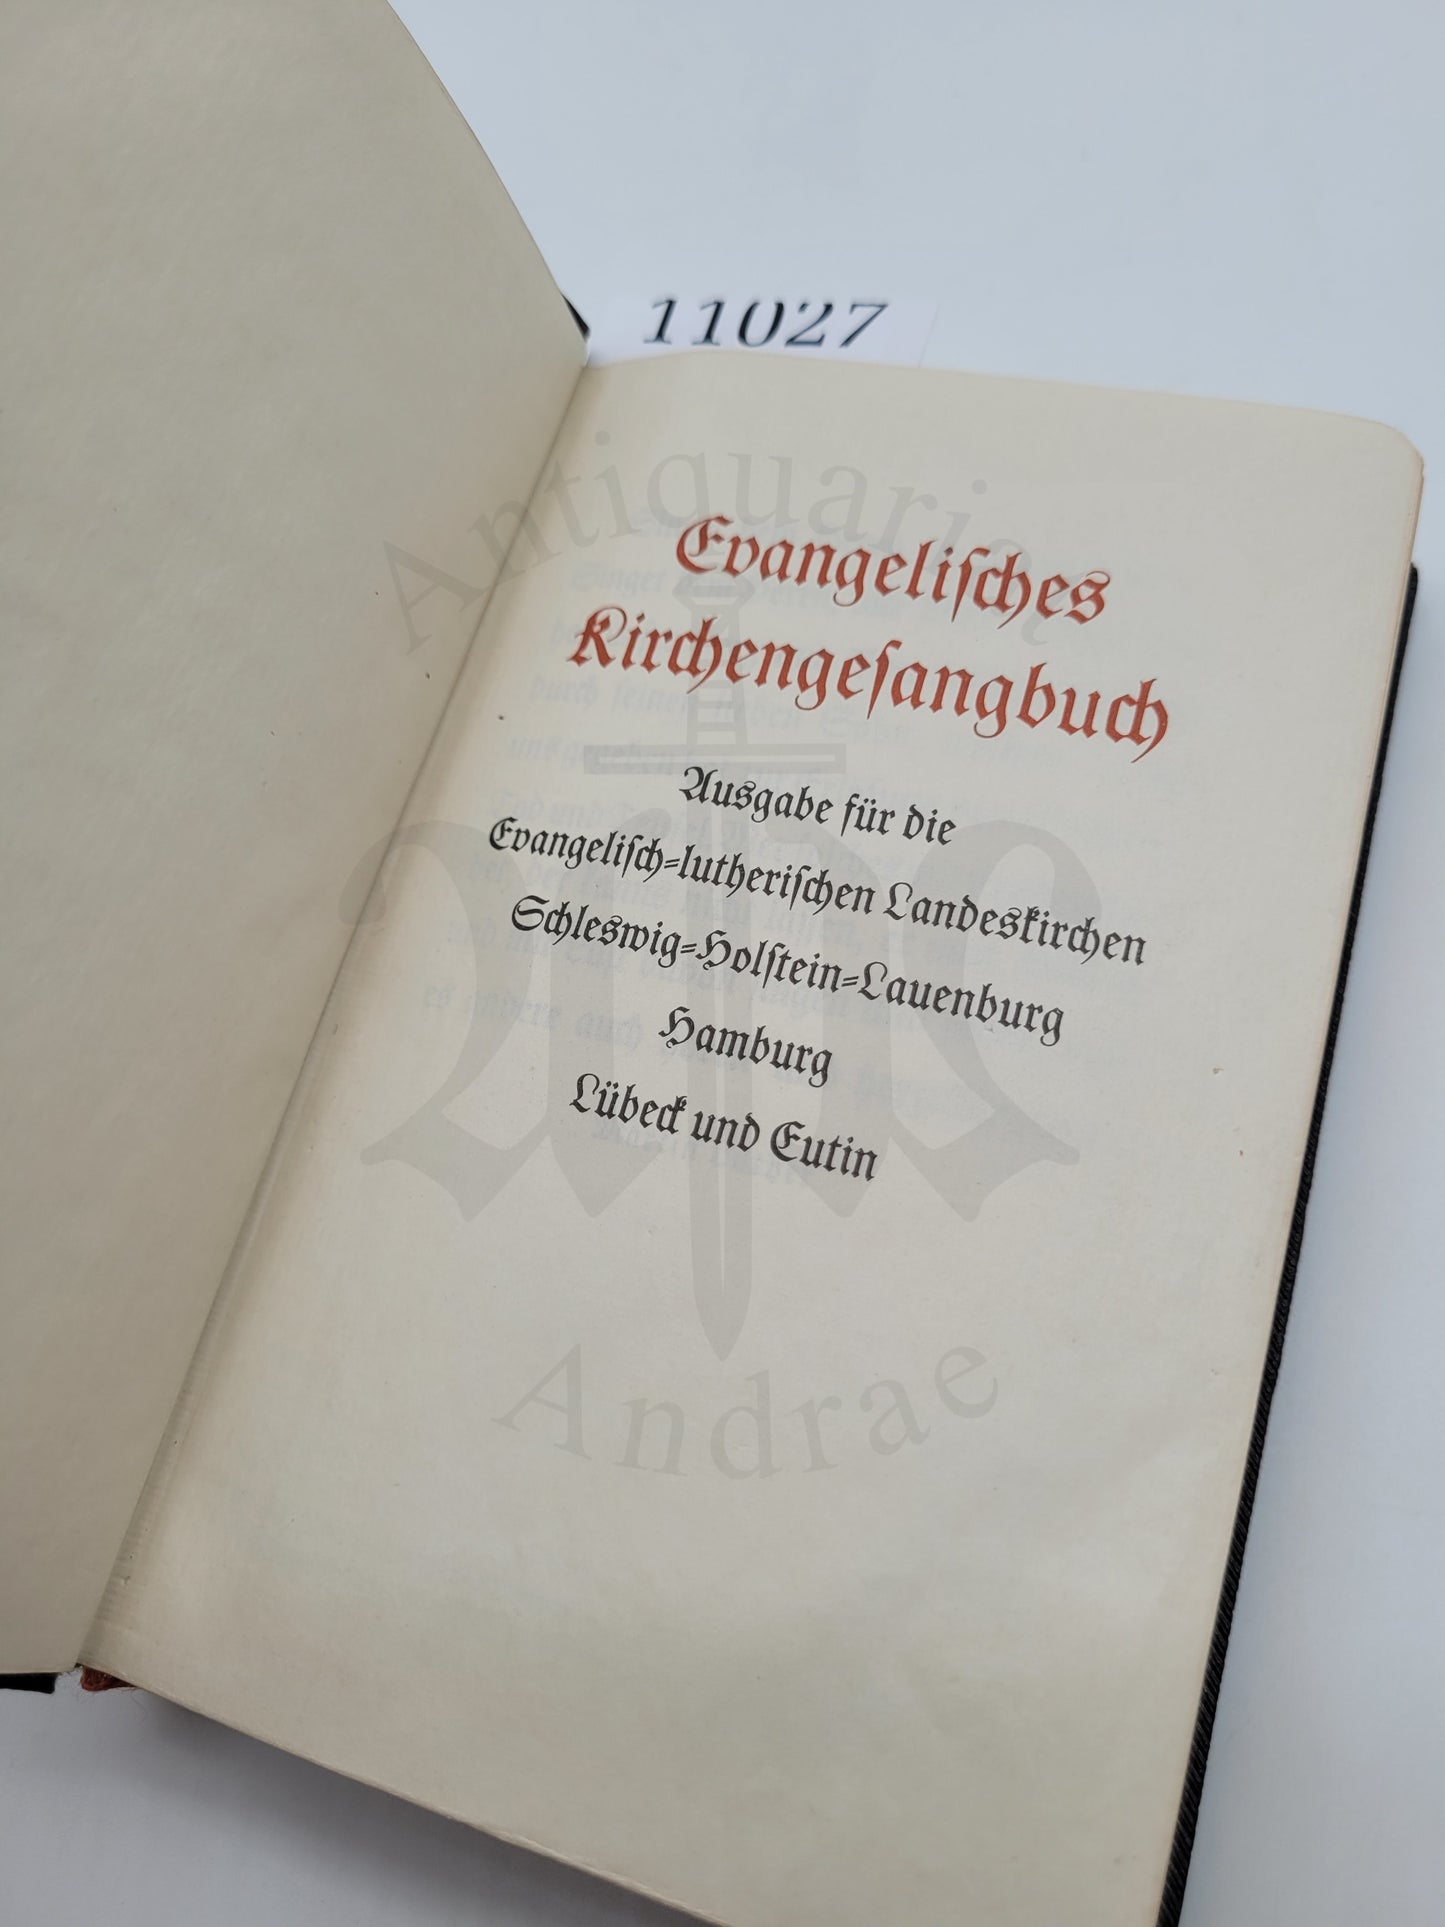 11027
Antiquariat
Evangeliſches
Kirchengeſangbuch
Ausgabe für die
Evangeliſch-lutheriſchen Landeskirchen
Schleswig-Holſtein-Lauenburg
Hamburg
Lübeck und Eutin
Andrae